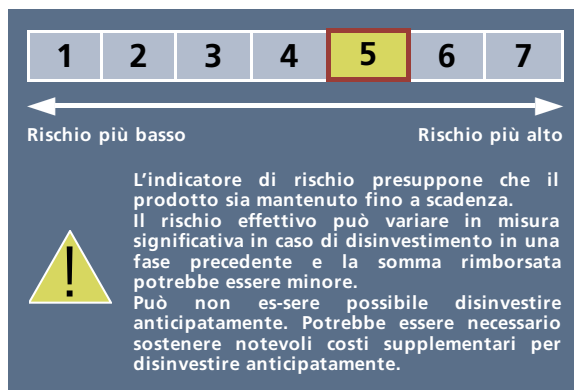 1 2 3 4 5 6 7
Rischio più basso Rischio più alto
L'indicatore di rischio presuppone che il
prodotto sia mantenuto fino a scadenza.
Il rischio effettivo può variare in misura
significativa in caso di disinvestimento in una
fase precedente e la somma rimborsata
potrebbe essere minore.
Può non es-sere possibile disinvestire
anticipatamente. Potrebbe essere necessario
sostenere notevoli costi supplementari per
disinvestire anticipatamente.
!